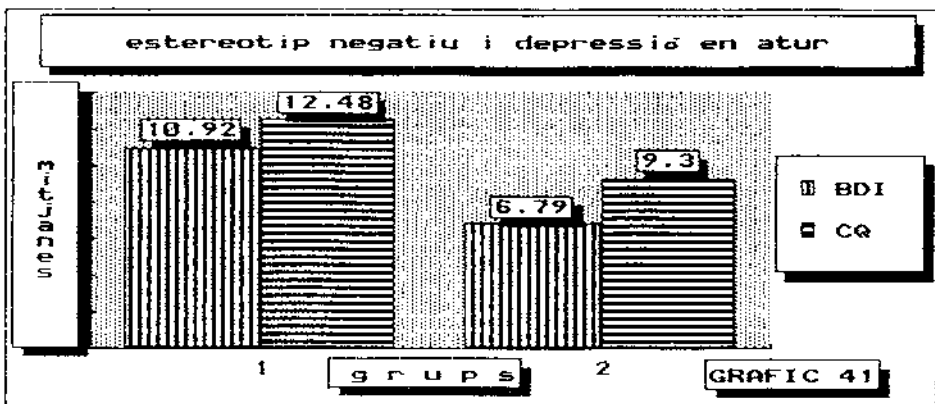 estereotip negatiu i depressió en atur
mitjanes
10.92
12.48
6.79
9.3
BDI
CQ
1
2
grups
GRAFIC 41